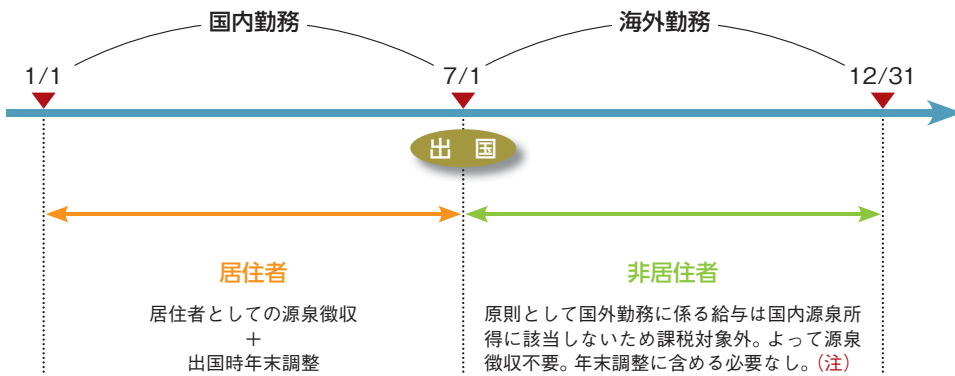 国内勤務
海外勤務
1/1
7/1
12/31
出 国
居住者
居住者としての源泉徴収
+
出国時年末調整
非居住者
原則として国外勤務に係る給与は国内源泉所
得に該当しないため課税対象外。よって源泉
徴収不要。年末調整に含める必要なし。(注)